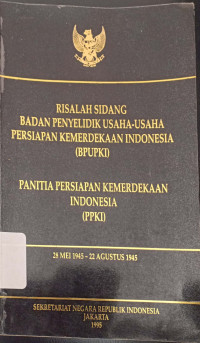 RISALAH SIDANG
BADAN PENYELIDIK USAHA-USAHA
PERSIAPAN KEMERDEKAAN INDONESIA
(BPUPKI)
PANITIA PERSIAPAN KEMERDEKAAN
INDONESIA
(PPKI)
28 MEI 1945 - 22 AGUSTUS 1945
SEKRETARIAT NEGARA REPUBLIK INDONESIA
JAKARTA
1995